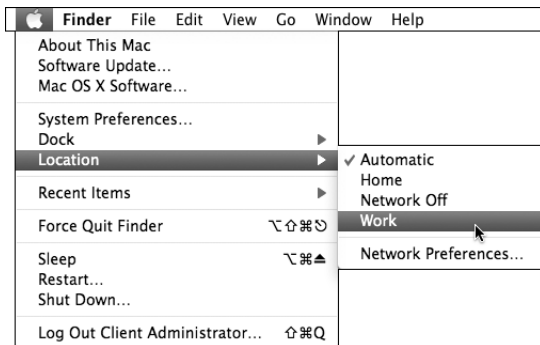 Finder File Edit View Go Window Help
About This Mac
Software Update...
Mac OS X Software...
System Preferences...
Dock
Location
Recent Items
Force Quit Finder ⌥⇧⌘⎋
Sleep ⌥⌘⏏
Restart...
Shut Down...
Log Out Client Administrator... ⇧⌘Q
✓ Automatic
Home
Network Off
Work
Network Preferences...